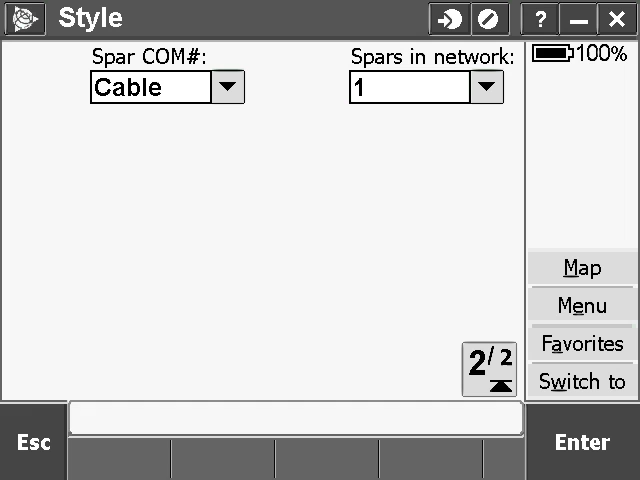 Style
?
Spar COM#: Spars in network:
100%
Cable 1
Map
Menu
Favorites
2/2
Switch to
Esc Enter